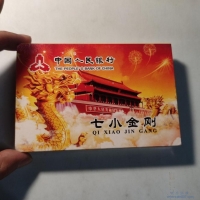 中国人民银行
THE PEOPLE'S BANK OF CHINA
七小金刚
QI XIAO JIN GANG